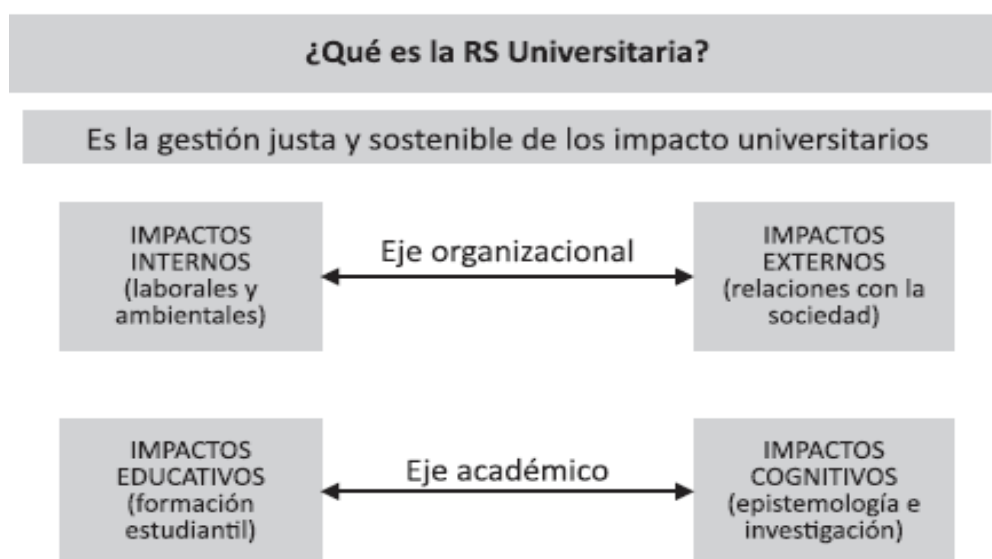 ¿Qué es la RS Universitaria?
Es la gestión justa y sostenible de los impacto universitarios
IMPACTOS
INTERNOS
(laborales y
ambientales)
Eje organizacional
IMPACTOS
EXTERNOS
(relaciones con la
sociedad)
IMPACTOS
EDUCATIVOS
(formación
estudiantil)
Eje académico
IMPACTOS
COGNITIVOS
(epistemología e
investigación)